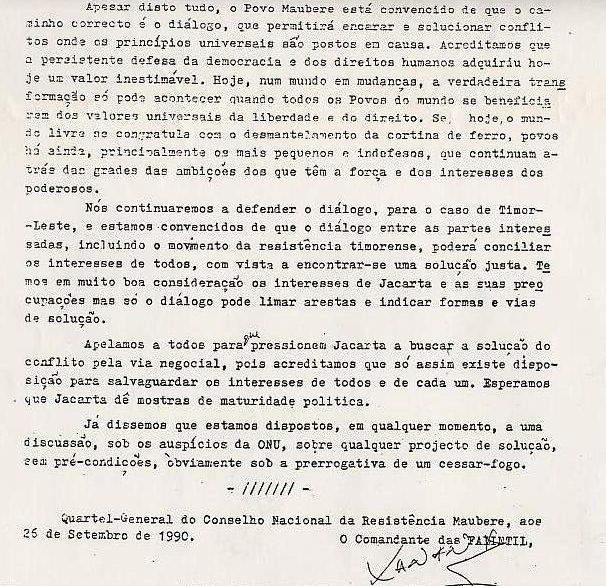 Apesar disto tudo, o Povo Maubere está convencido de que o ca-
minho correcto é o diálogo, que permitirá encarar e solucionar confli-
tos onde os princípios universais são postos em causa. Acreditamos que
a persistente defesa da democracia e dos direitos humanos adquiriu ho-
je um valor inestimável. Hoje, num mundo em mudanças, a verdadeira trans
formação só pode acontecer quando todos os Povos do mundo se beneficia
rem dos valores universais da liberdade e do direito. Se, hoje, o mun-
do livre se congratula com o desmantelamento da cortina de ferro, povos
há ainda, principalmente os mais pequenos e indefesos, que continuam a-
trás das grades das ambições dos que têm a força e dos interesses dos
poderosos.
Nós continuaremos a defender o diálogo, para o caso de Timor-
-Leste, e estamos convencidos de que o diálogo entre as partes interes
sadas, incluindo o movmento da resistência timorense, poderá conciliar
os interesses de todos, com vista a encontrar-se uma solução justa. Te
mos em muito boa consideração os interesses de Jacarta e as suas preo
cupações mas só o diálogo pode limar arestas e indicar formas e vias
de solução.
Apelamos a todos para que pressionem Jacarta a buscar a solução do
conflito pela via negocial, pois acreditamos que só assim existe dispo-
sição para salvaguardar os interesses de todos e de cada um. Esperamos
que Jacarta dê mostras de maturidade politica.
Já dissemos que estamos dispostos, em qualquer momento, a uma
discussão, sob os auspícios da ONU, sobre qualquer projecto de solução,
sem pré-condições, obviamente sob a prerrogativa de um cessar-fogo.
- /////// -
Quartel-General do Conselho Nacional da Resistência Maubere, aos
25 de Setembro de 1990. O Comandante das FALINTIL,